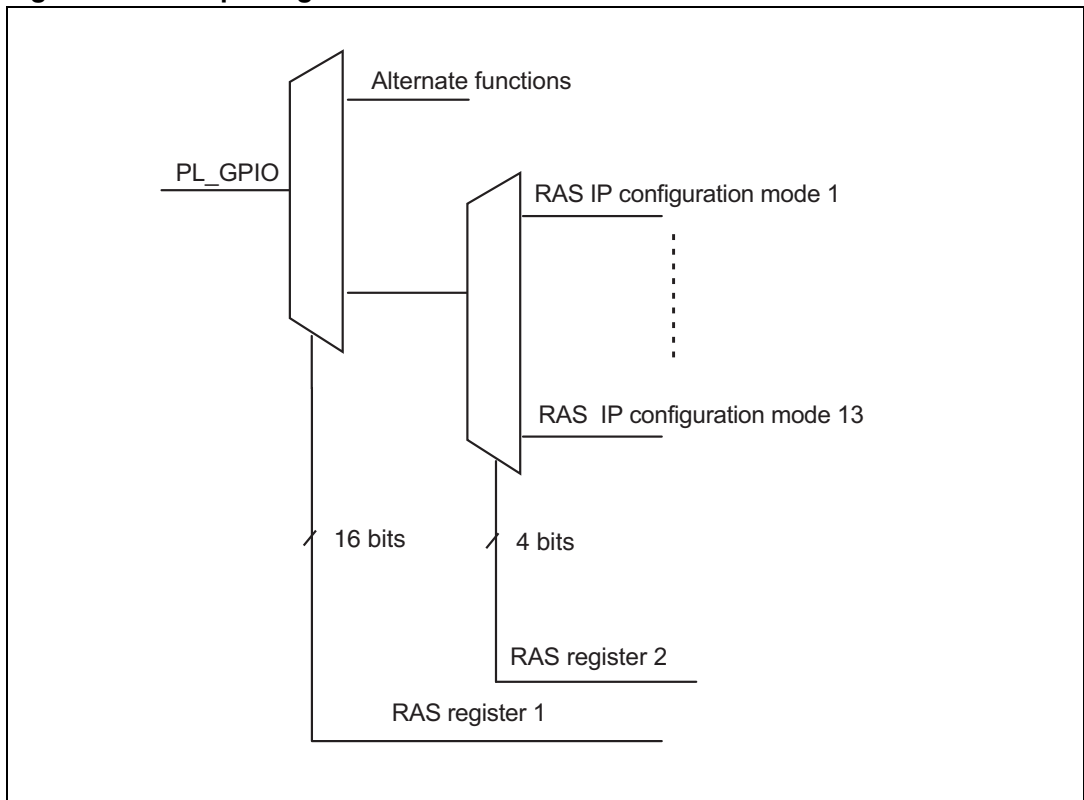 Alternate functions
PL_GPIO
RAS IP configuration mode 1
RAS IP configuration mode 13
16 bits
4 bits
RAS register 2
RAS register 1